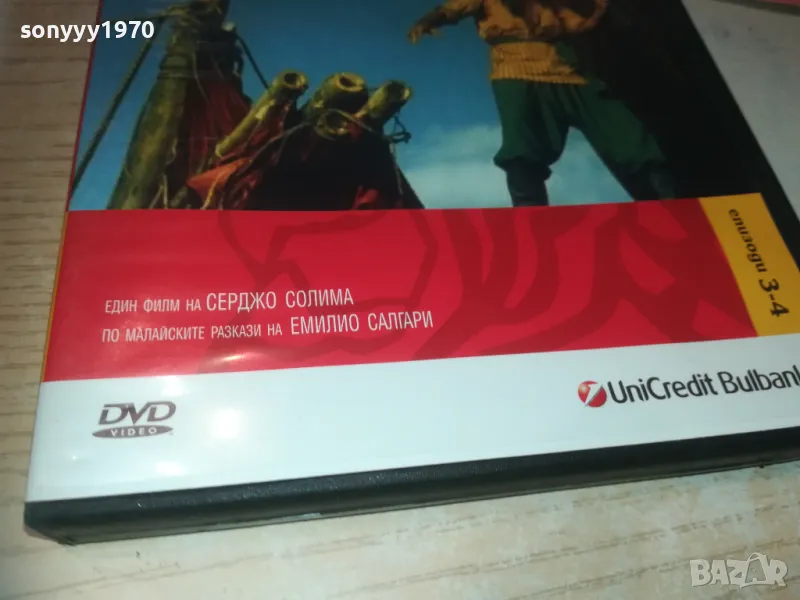 sonyyy1970
епизоди 3-4
ЕДИН ФИЛМ НА СЕРДЖО СОЛИМА
ПО МАЛАЙСКИТЕ РАЗКАЗИ НА ЕМИЛИО САЛГАРИ
UniCredit Bulbank
DVD
VIDEO
BAZAR